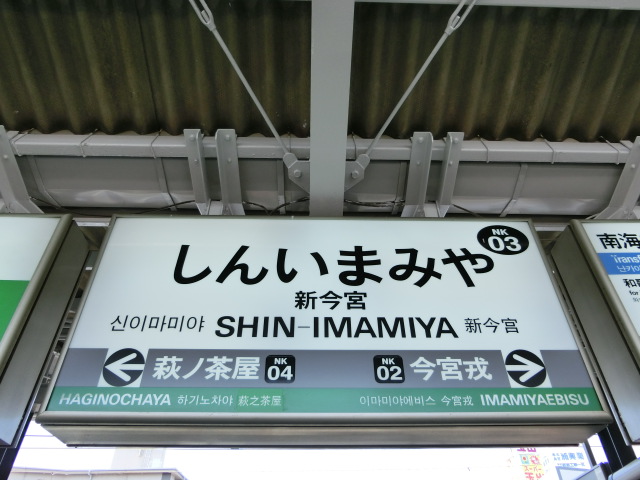 NK
03
しんいまみや
新今宮
신이마미야 SHIN-IMAMIYA 新今宮
萩ノ茶屋 NK 04
NK 02 今宮戎
HAGINOCHAYA 하기노차야 萩之茶屋
이마미야에비스 今宫戎 IMAMIYAEBISU
南海
Transf